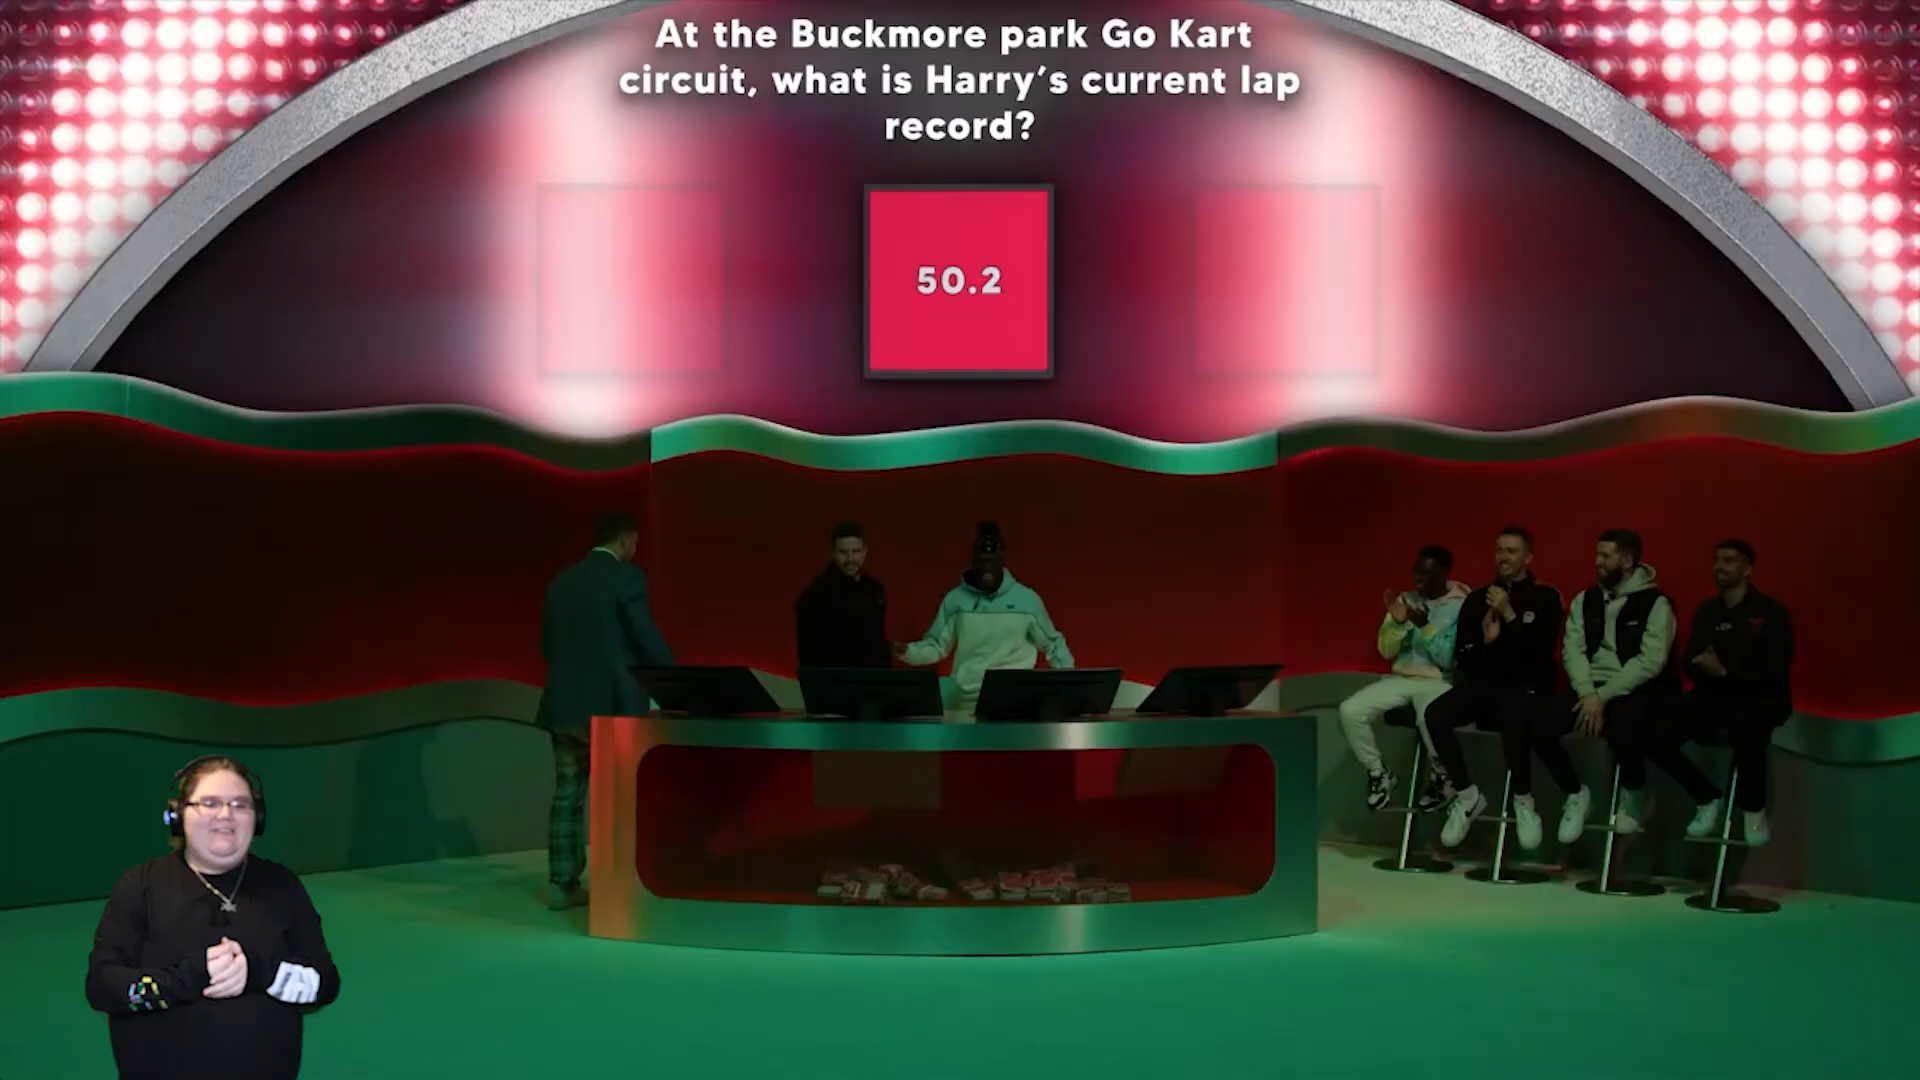 At the Buckmore park Go Kart
circuit, what is Harry's current lap
record?
50.2